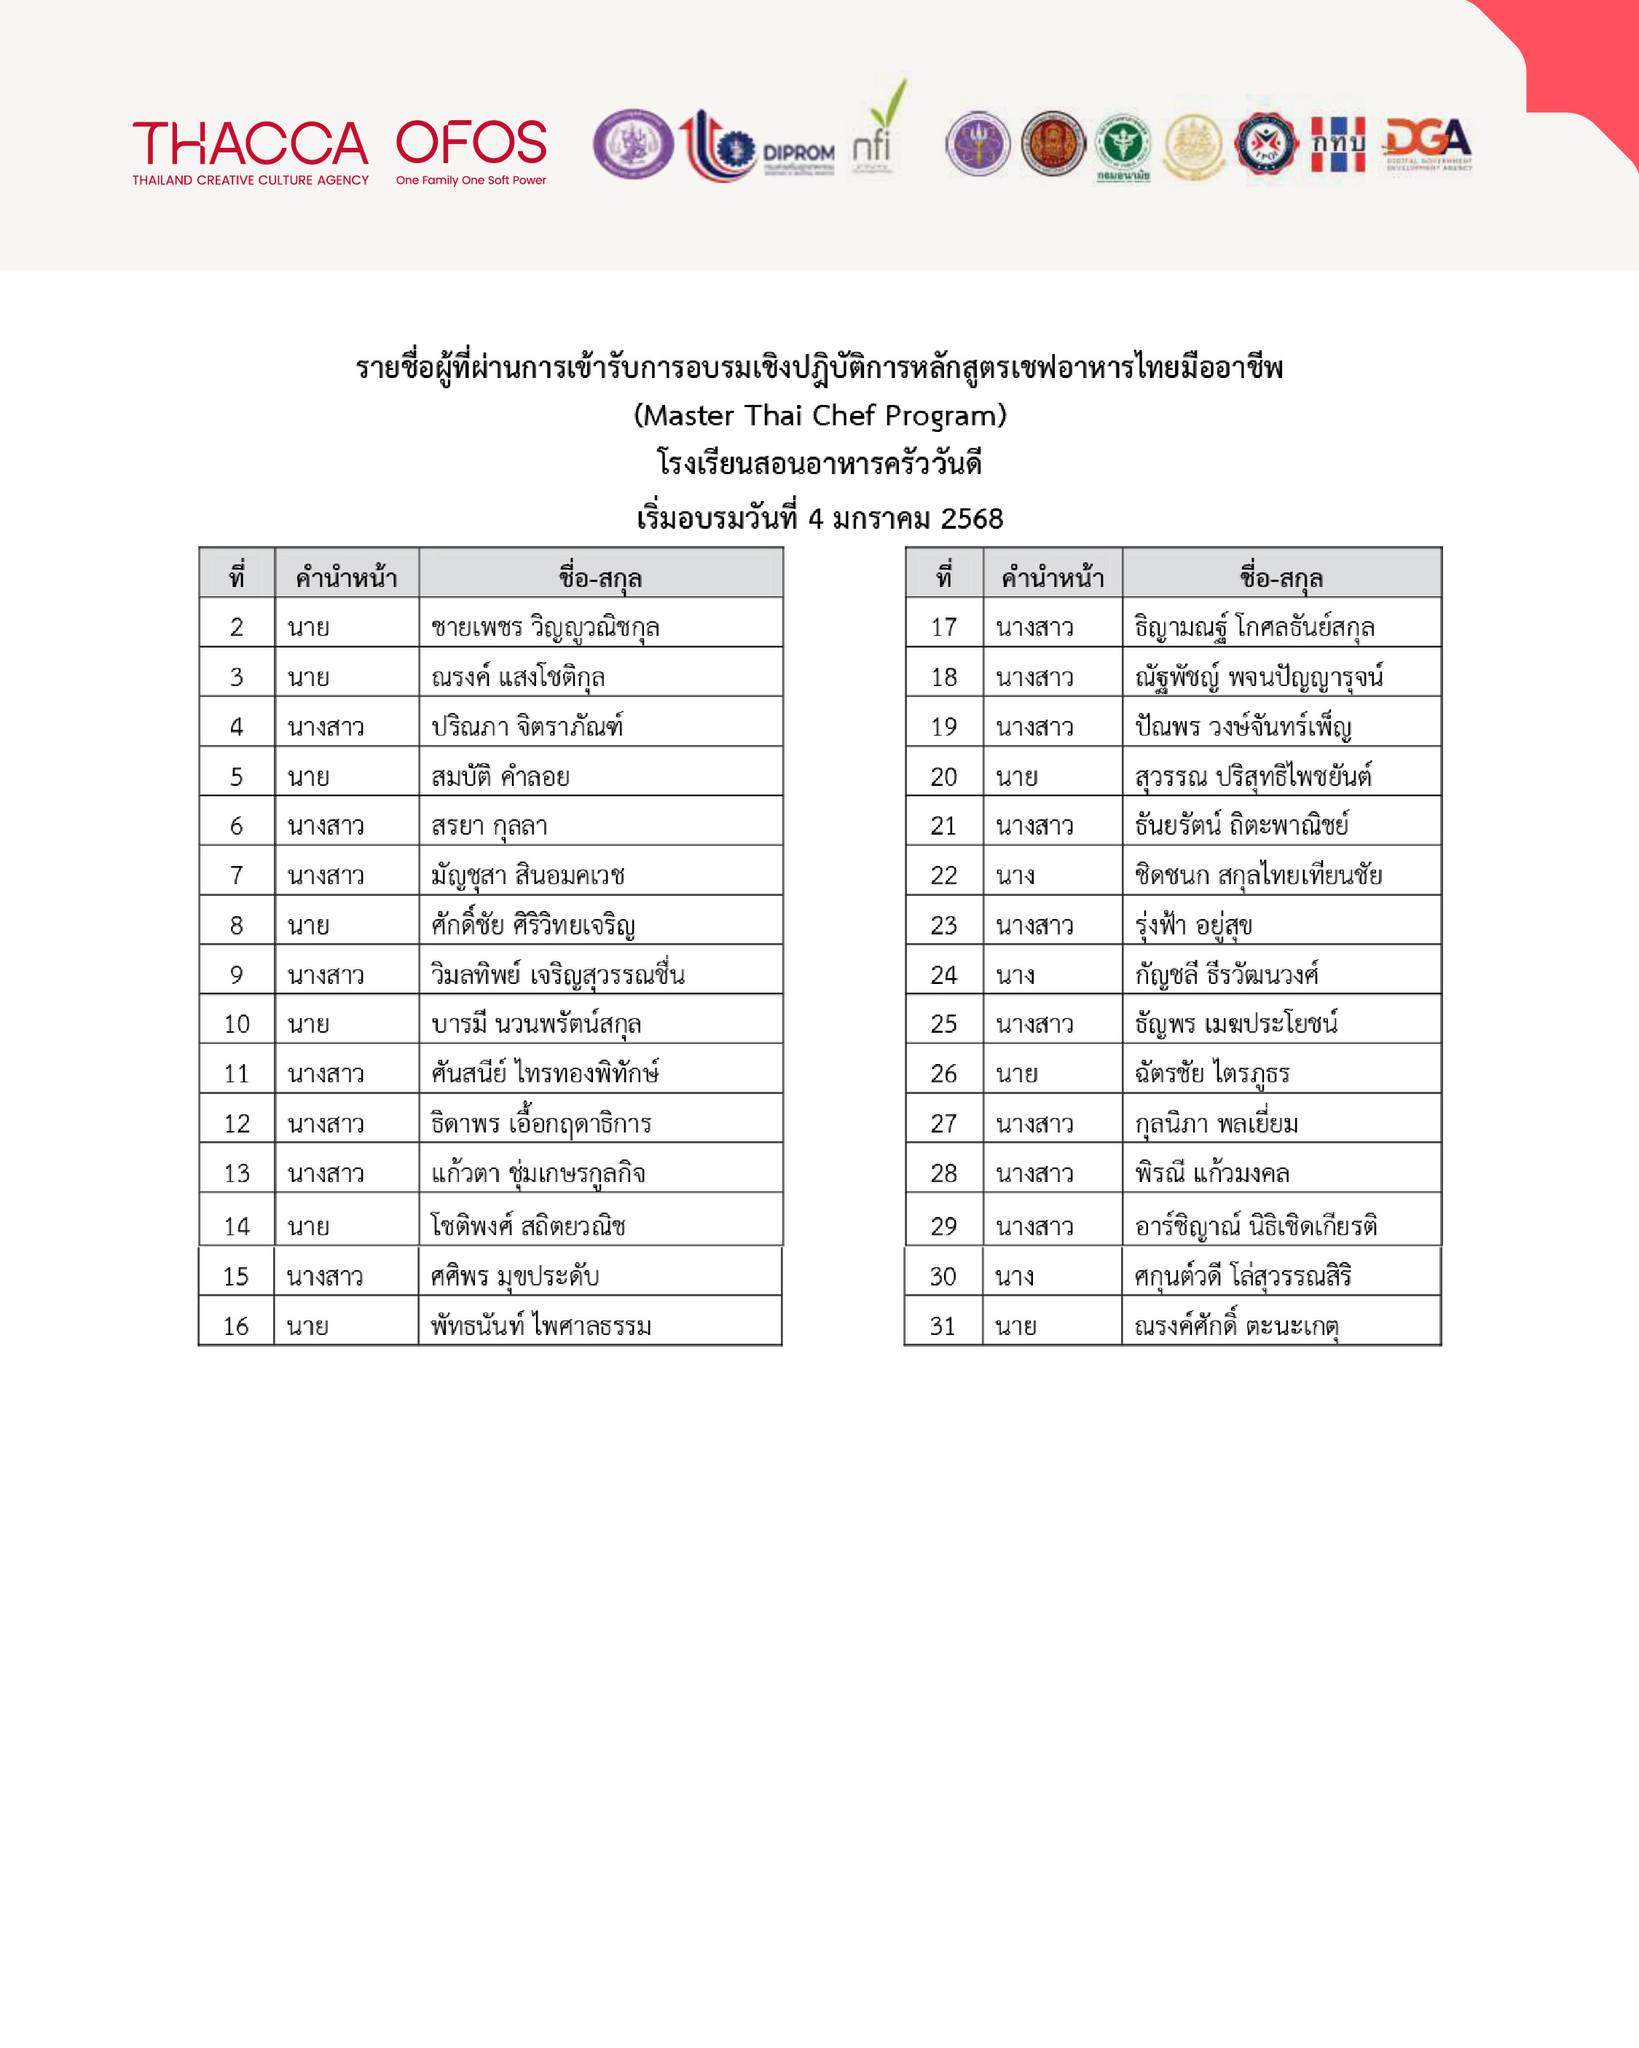 THACCA
THAILAND CREATIVE CULTURE AGENCY
OFOS
One Family One Soft Power
DIPROM
nfi
กรมอนามัย
TPQI
กทบ
DGA
DIGITAL GOVERNMENT
DEVELOPMENT AGENCY
รายชื่อผู้ที่ผ่านการเข้ารับการอบรมเชิงปฎิบัติการหลักสูตรเชฟอาหารไทยมืออาชีพ
(Master Thai Chef Program)
โรงเรียนสอนอาหารครัววันดี
เริ่มอบรมวันที่ 4 มกราคม 2568
ที่ คำนำหน้า ชื่อ-สกุล
2 นาย ชายเพชร วิญญูวณิชกุล
3 นาย ณรงค์ แสงโชติกุล
4 นางสาว ปริณภา จิตราภัณฑ์
5 นาย สมบัติ คำลอย
6 นางสาว สรยา กุลลา
7 นางสาว มัญชุสา สินอมคเวช
8 นาย ศักดิ์ชัย ศิริวิทยเจริญ
9 นางสาว วิมลทิพย์ เจริญสุวรรณชื่น
10 นาย บารมี นวนพรัตน์สกุล
11 นางสาว ศันสนีย์ ไทรทองพิทักษ์
12 นางสาว ธิดาพร เอื้อกฤดาธิการ
13 นางสาว แก้วตา ชุ่มเกษรกูลกิจ
14 นาย โชติพงศ์ สถิตยวณิช
15 นางสาว ศศิพร มุขประดับ
16 นาย พัทธนันท์ ไพศาลธรรม
ที่ คำนำหน้า ชื่อ-สกุล
17 นางสาว ธิญามณฐ์ โกศลธันย์สกุล
18 นางสาว ณัฐพัชญ์ พจนปัญญารุจน์
19 นางสาว ปัณพร วงษ์จันทร์เพ็ญ
20 นาย สุวรรณ ปริสุทธิไพชยันต์
21 นางสาว ธันยรัตน์ ถิตะพาณิชย์
22 นาง ชิดชนก สกุลไทยเทียนชัย
23 นางสาว รุ่งฟ้า อยู่สุข
24 นาง กัญชลี ธีรวัฒนวงศ์
25 นางสาว ธัญพร เมฆประโยชน์
26 นาย ฉัตรชัย ไตรภูธร
27 นางสาว กุลนิภา พลเยี่ยม
28 นางสาว พิรณี แก้วมงคล
29 นางสาว อาร์ชิญาณ์ นิธิเชิดเกียรติ
30 นาง ศกุนต์วดี โล่สุวรรณสิริ
31 นาย ณรงค์ศักดิ์ ตะนะเกตุ